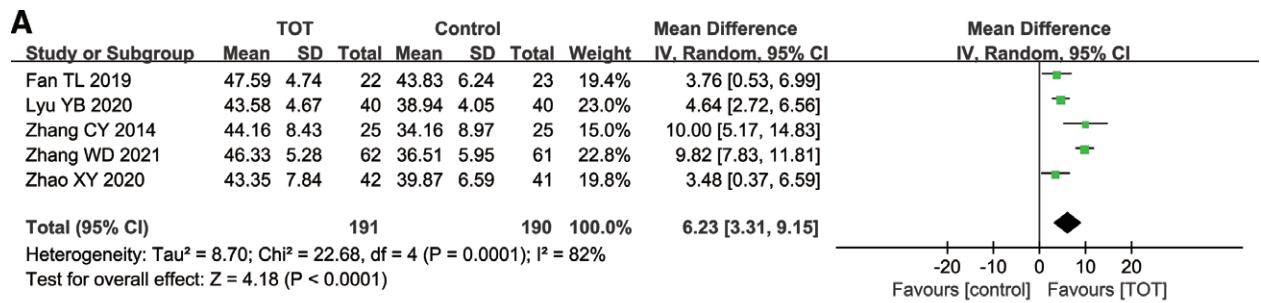 A
TOT Control Mean Difference Mean Difference
Study or Subgroup Mean SD Total Mean SD Total Weight IV, Random, 95% CI IV, Random, 95% CI
Fan TL 2019 47.59 4.74 22 43.83 6.24 23 19.4% 3.76 [0.53, 6.99]
Lyu YB 2020 43.58 4.67 40 38.94 4.05 40 23.0% 4.64 [2.72, 6.56]
Zhang CY 2014 44.16 8.43 25 34.16 8.97 25 15.0% 10.00 [5.17, 14.83]
Zhang WD 2021 46.33 5.28 62 36.51 5.95 61 22.8% 9.82 [7.83, 11.81]
Zhao XY 2020 43.35 7.84 42 39.87 6.59 41 19.8% 3.48 [0.37, 6.59]
Total (95% CI) 191 190 100.0% 6.23 [3.31, 9.15]
Heterogeneity: Tau² = 8.70; Chi² = 22.68, df = 4 (P = 0.0001); I² = 82%
Test for overall effect: Z = 4.18 (P < 0.0001)
-20 -10 0 10 20
Favours [control] Favours [TOT]